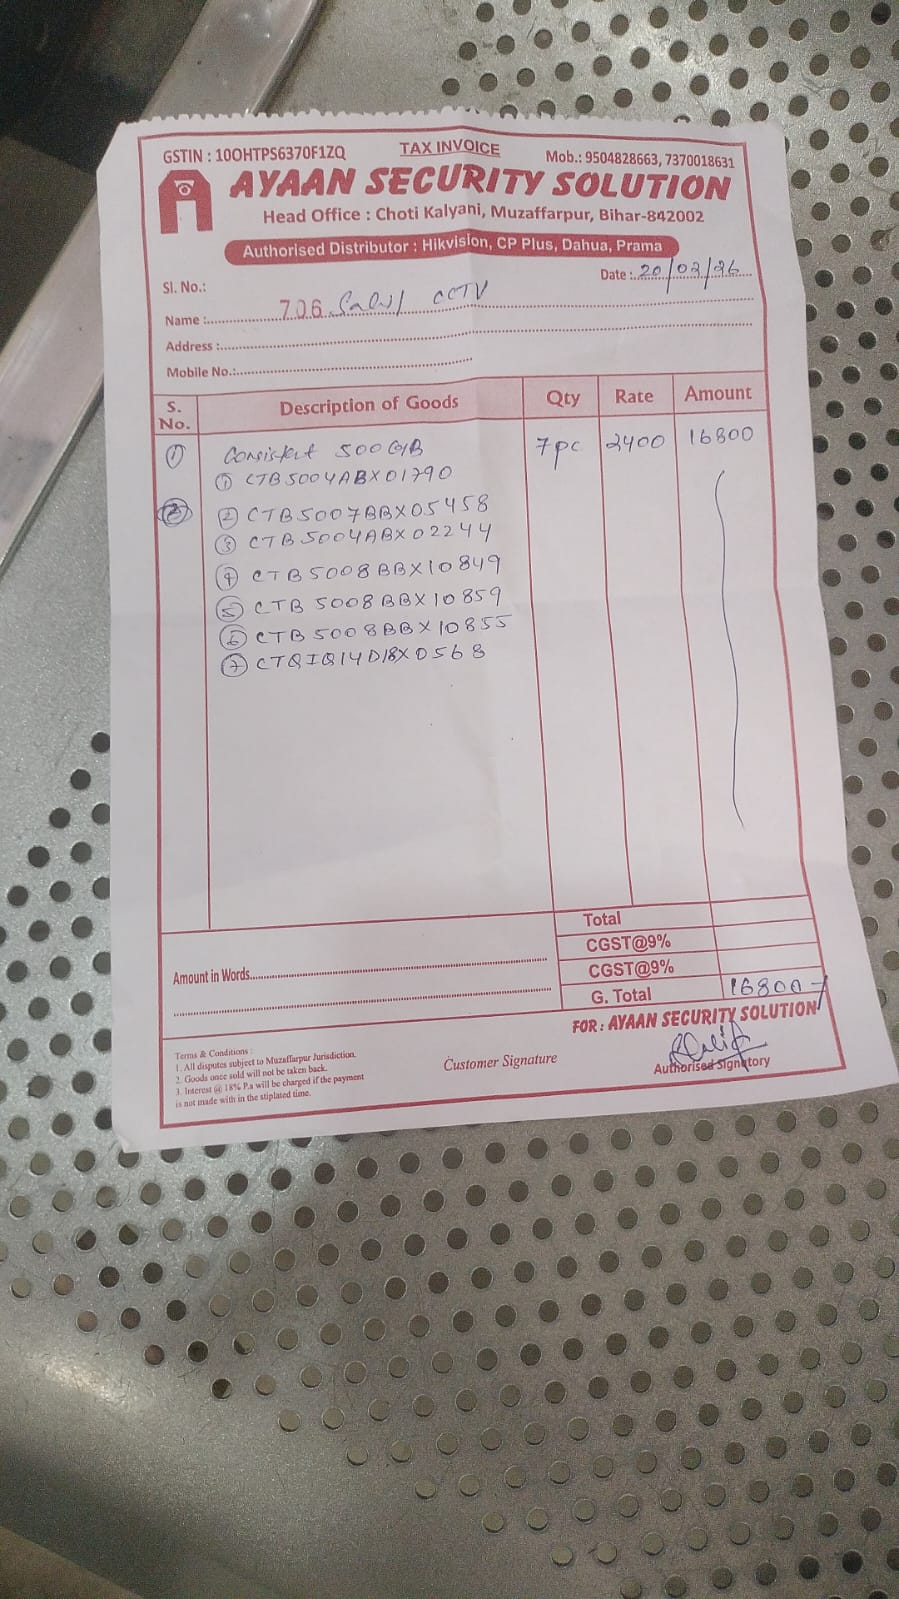 GSTIN : 10OHTPS6370F1ZQ TAX INVOICE Mob.: 9504828663, 7370018631
AYAAN SECURITY SOLUTION
Head Office : Choti Kalyani, Muzaffarpur, Bihar-842002
Authorised Distributor : Hikvision, CP Plus, Dahua, Prama
Sl. No.: 706 Date : 20/02/26
Name : CCTV
Address :
Mobile No.:
S. No. Description of Goods Qty Rate Amount
① Consistent 500GB 7pc 2400 16800
① CTB5004ABX01790
② CTB5007BBX05458
③ CTB5004ABX02244
④ CTB5008BBX10849
⑤ CTB5008BBX10859
⑥ CTB5008BBX10855
⑦ CTQIQ14D18X0568
Total
CGST@9%
Amount in Words
CGST@9%
G. Total 16800
FOR : AYAAN SECURITY SOLUTION
Terms & Conditions :
1. All disputes subject to Muzaffarpur Jurisdiction.
2. Goods once sold will not be taken back.
3. Interest @ 18% P.a will be charged if the payment
is not made with in the stiplated time.
Customer Signature
Authorised Signatory